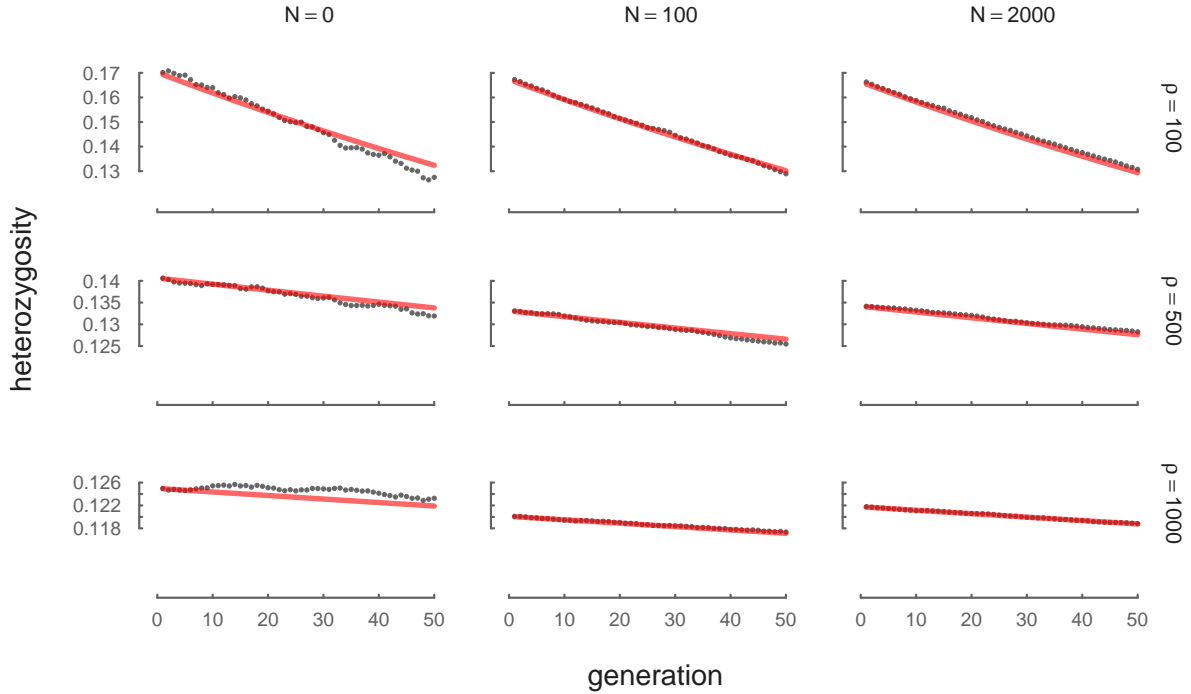 N = 0 N = 100 N = 2000
0.17
0.16
0.15
0.14
0.13
ρ = 100
0.14
0.135
0.13
0.125
ρ = 500
0.126
0.122
0.118
ρ = 1000
heterozygosity
0 10 20 30 40 50 0 10 20 30 40 50 0 10 20 30 40 50
generation